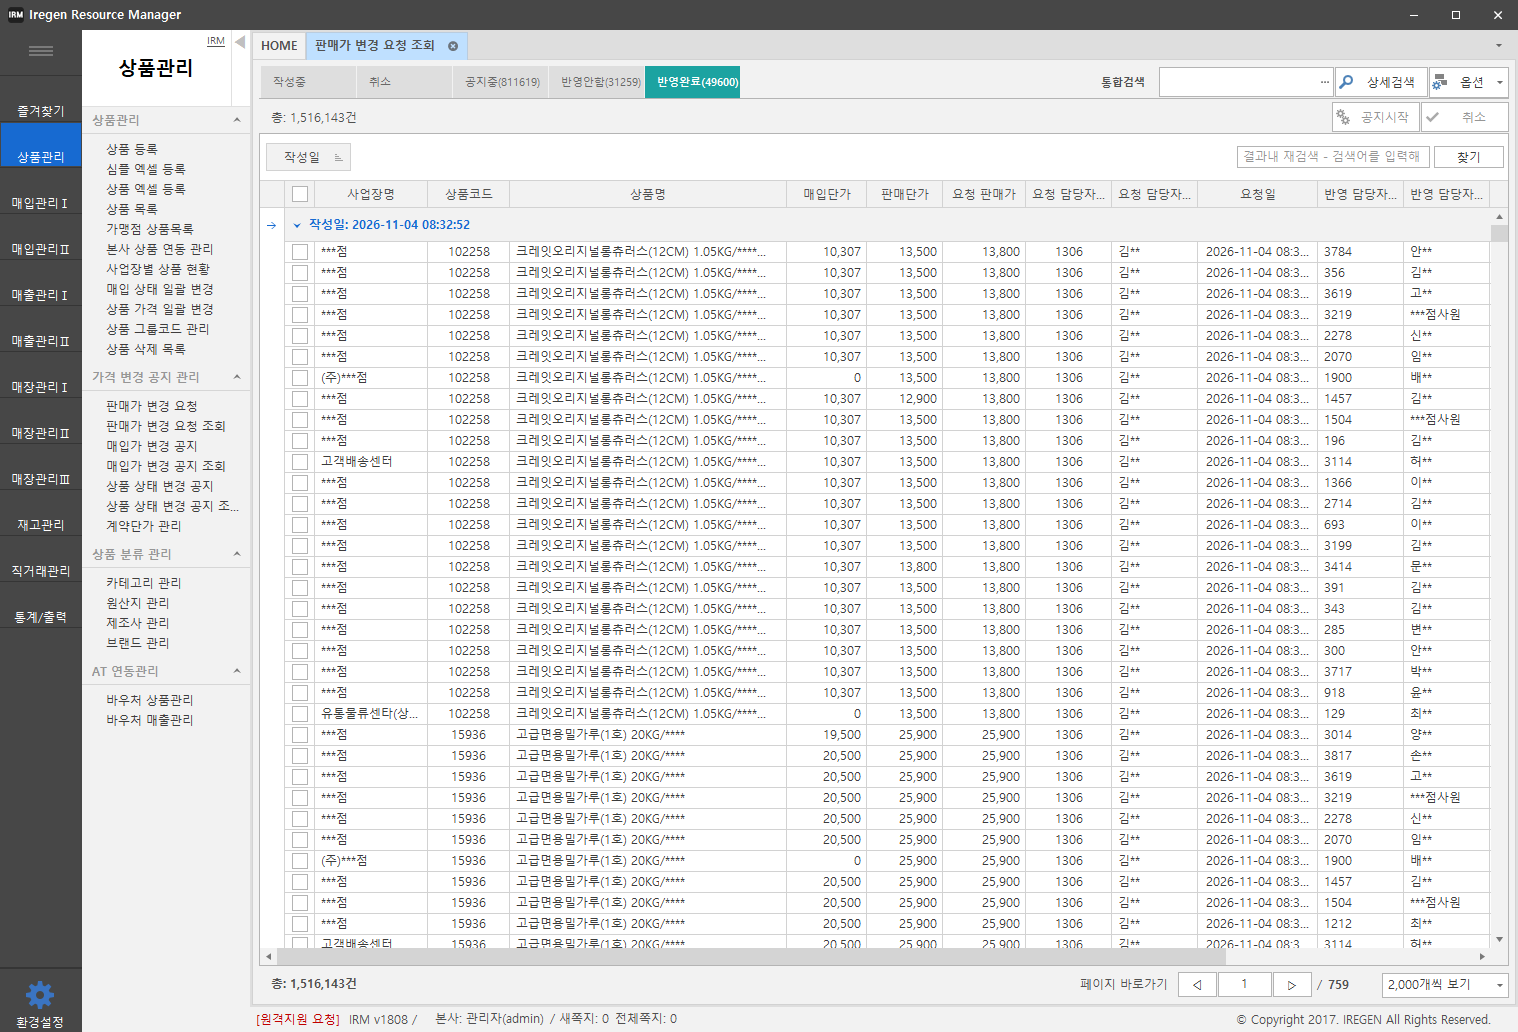 IRM Iregen Resource Manager
즐겨찾기
상품관리
매입관리 I
매입관리 II
매출관리 I
매출관리 II
매장관리 I
매장관리 II
매장관리 III
재고관리
직거래관리
통계/출력
환경설정
IRM
상품관리
상품관리
상품 등록
심플 엑셀 등록
상품 엑셀 등록
상품 목록
가맹점 상품목록
본사 상품 연동 관리
사업장별 상품 현황
매입 상태 일괄 변경
상품 가격 일괄 변경
상품 그룹코드 관리
상품 삭제 목록
가격 변경 공지 관리
판매가 변경 요청
판매가 변경 요청 조회
매입가 변경 공지
매입가 변경 공지 조회
상품 상태 변경 공지
상품 상태 변경 공지 조...
계약단가 관리
상품 분류 관리
카테고리 관리
원산지 관리
제조사 관리
브랜드 관리
AT 연동관리
바우처 상품관리
바우처 매출관리
HOME 판매가 변경 요청 조회
작성중 취소 공지중(811619) 반영안함(31259) 반영완료(49600) 통합검색 ... 상세검색 옵션
총: 1,516,143건 공지시작 취소
작성일 결과내 재검색 - 검색어를 입력해 찾기
사업장명 상품코드 상품명 매입단가 판매단가 요청 판매가 요청 담당자... 요청 담당자... 요청일 반영 담당자... 반영 담당자...
작성일: 2026-11-04 08:32:52
***점 102258 크레잇오리지널롱츄러스(12CM) 1.05KG/****... 10,307 13,500 13,800 1306 김** 2026-11-04 08:3... 3784 안**
***점 102258 크레잇오리지널롱츄러스(12CM) 1.05KG/****... 10,307 13,500 13,800 1306 김** 2026-11-04 08:3... 356 김**
***점 102258 크레잇오리지널롱츄러스(12CM) 1.05KG/****... 10,307 13,500 13,800 1306 김** 2026-11-04 08:3... 3619 고**
***점 102258 크레잇오리지널롱츄러스(12CM) 1.05KG/****... 10,307 13,500 13,800 1306 김** 2026-11-04 08:3... 3219 ***점사원
***점 102258 크레잇오리지널롱츄러스(12CM) 1.05KG/****... 10,307 13,500 13,800 1306 김** 2026-11-04 08:3... 2278 신**
***점 102258 크레잇오리지널롱츄러스(12CM) 1.05KG/****... 10,307 13,500 13,800 1306 김** 2026-11-04 08:3... 2070 임**
(주)***점 102258 크레잇오리지널롱츄러스(12CM) 1.05KG/****... 0 13,500 13,800 1306 김** 2026-11-04 08:3... 1900 배**
***점 102258 크레잇오리지널롱츄러스(12CM) 1.05KG/****... 10,307 12,900 13,800 1306 김** 2026-11-04 08:3... 1457 김**
***점 102258 크레잇오리지널롱츄러스(12CM) 1.05KG/****... 10,307 13,500 13,800 1306 김** 2026-11-04 08:3... 1504 ***점사원
***점 102258 크레잇오리지널롱츄러스(12CM) 1.05KG/****... 10,307 13,500 13,800 1306 김** 2026-11-04 08:3... 196 김**
고객배송센터 102258 크레잇오리지널롱츄러스(12CM) 1.05KG/****... 10,307 13,500 13,800 1306 김** 2026-11-04 08:3... 3114 허**
***점 102258 크레잇오리지널롱츄러스(12CM) 1.05KG/****... 10,307 13,500 13,800 1306 김** 2026-11-04 08:3... 1366 이**
***점 102258 크레잇오리지널롱츄러스(12CM) 1.05KG/****... 10,307 13,500 13,800 1306 김** 2026-11-04 08:3... 2714 김**
***점 102258 크레잇오리지널롱츄러스(12CM) 1.05KG/****... 10,307 13,500 13,800 1306 김** 2026-11-04 08:3... 693 이**
***점 102258 크레잇오리지널롱츄러스(12CM) 1.05KG/****... 10,307 13,500 13,800 1306 김** 2026-11-04 08:3... 3199 김**
***점 102258 크레잇오리지널롱츄러스(12CM) 1.05KG/****... 10,307 13,800 13,800 1306 김** 2026-11-04 08:3... 3414 문**
***점 102258 크레잇오리지널롱츄러스(12CM) 1.05KG/****... 10,307 13,500 13,800 1306 김** 2026-11-04 08:3... 391 김**
***점 102258 크레잇오리지널롱츄러스(12CM) 1.05KG/****... 10,307 13,500 13,800 1306 김** 2026-11-04 08:3... 343 김**
***점 102258 크레잇오리지널롱츄러스(12CM) 1.05KG/****... 10,307 13,500 13,800 1306 김** 2026-11-04 08:3... 285 변**
***점 102258 크레잇오리지널롱츄러스(12CM) 1.05KG/****... 10,307 13,500 13,800 1306 김** 2026-11-04 08:3... 300 안**
***점 102258 크레잇오리지널롱츄러스(12CM) 1.05KG/****... 10,307 13,500 13,800 1306 김** 2026-11-04 08:3... 3717 박**
***점 102258 크레잇오리지널롱츄러스(12CM) 1.05KG/****... 10,307 13,500 13,800 1306 김** 2026-11-04 08:3... 918 윤**
유통물류센타(상... 102258 크레잇오리지널롱츄러스(12CM) 1.05KG/****... 0 13,500 13,800 1306 김** 2026-11-04 08:3... 129 최**
***점 15936 고급면용밀가루(1호) 20KG/**** 19,500 25,900 25,900 1306 김** 2026-11-04 08:3... 3014 양**
***점 15936 고급면용밀가루(1호) 20KG/**** 20,500 25,900 25,900 1306 김** 2026-11-04 08:3... 3817 손**
***점 15936 고급면용밀가루(1호) 20KG/**** 20,500 25,900 25,900 1306 김** 2026-11-04 08:3... 3619 고**
***점 15936 고급면용밀가루(1호) 20KG/**** 20,500 25,900 25,900 1306 김** 2026-11-04 08:3... 3219 ***점사원
***점 15936 고급면용밀가루(1호) 20KG/**** 20,500 25,900 25,900 1306 김** 2026-11-04 08:3... 2278 신**
***점 15936 고급면용밀가루(1호) 20KG/**** 20,500 25,900 25,900 1306 김** 2026-11-04 08:3... 2070 임**
(주)***점 15936 고급면용밀가루(1호) 20KG/**** 0 25,900 25,900 1306 김** 2026-11-04 08:3... 1900 배**
***점 15936 고급면용밀가루(1호) 20KG/**** 20,500 25,900 25,900 1306 김** 2026-11-04 08:3... 1457 김**
***점 15936 고급면용밀가루(1호) 20KG/**** 20,500 25,900 25,900 1306 김** 2026-11-04 08:3... 1504 ***점사원
***점 15936 고급면용밀가루(1호) 20KG/**** 20,500 25,900 25,900 1306 김** 2026-11-04 08:3... 1212 최**
고객배송센터 15936 고급면용밀가루(1호) 20KG/**** 20,500 25,900 25,900 1306 김** 2026-11-04 08:3 3114 허**
총: 1,516,143건 페이지 바로가기 1 / 759 2,000개씩 보기
[원격지원 요청] IRM v1808 / 본사: 관리자(admin) / 새쪽지: 0 전체쪽지: 0 © Copyright 2017. IREGEN All Rights Reserved.